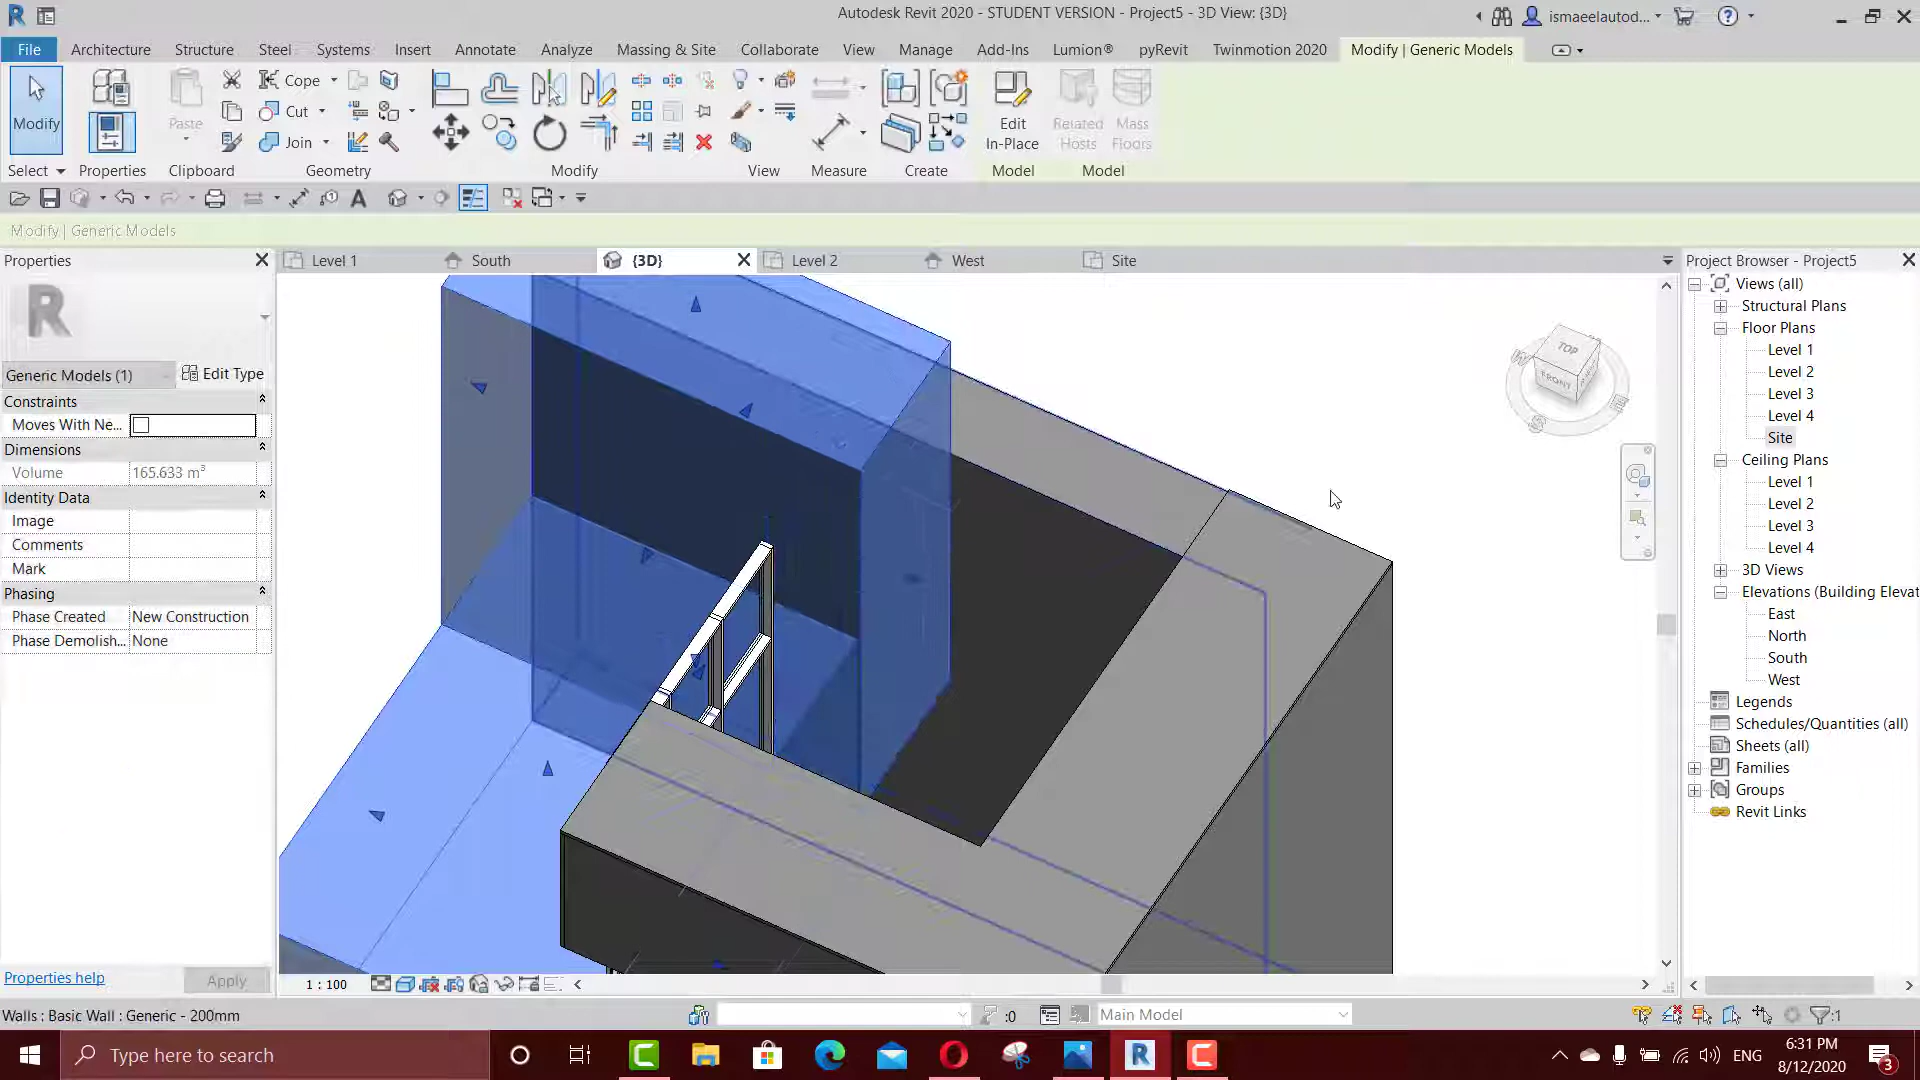 Autodesk Revit 2020 - STUDENT VERSION - Project5 - 3D View: {3D}
ismaeelautod...
File Architecture Structure Steel Systems Insert Annotate Analyze Massing & Site Collaborate View Manage Add-Ins Lumion® pyRevit Twinmotion 2020 Modify | Generic Models
Modify
Paste
Cope
Cut
Join
Edit
In-Place
Related
Hosts
Mass
Floors
Select Properties Clipboard Geometry Modify View Measure Create Model Model
Modify | Generic Models
Properties
Level 1 South {3D} Level 2 West Site
Project Browser - Project5
Generic Models (1) Edit Type
Constraints
Moves With Ne...
Dimensions
Volume 165.633 m³
Identity Data
Image
Comments
Mark
Phasing
Phase Created New Construction
Phase Demolish... None
Properties help Apply
TOP
FRONT
Views (all)
Structural Plans
Floor Plans
Level 1
Level 2
Level 3
Level 4
Site
Ceiling Plans
Level 1
Level 2
Level 3
Level 4
3D Views
Elevations (Building Elevat
East
North
South
West
Legends
Schedules/Quantities (all)
Sheets (all)
Families
Groups
Revit Links
1 : 100
Walls : Basic Wall : Generic - 200mm
:0
Main Model
:1
Type here to search
ENG
6:31 PM
8/12/2020
3